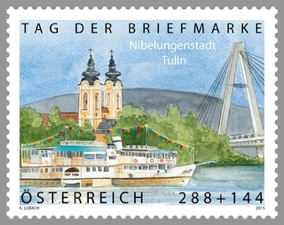 TAG DER BRIEFMARKE
Nibelungenstadt
Tulln
ÖSTERREICH 288+144
K. LUBACH 2015